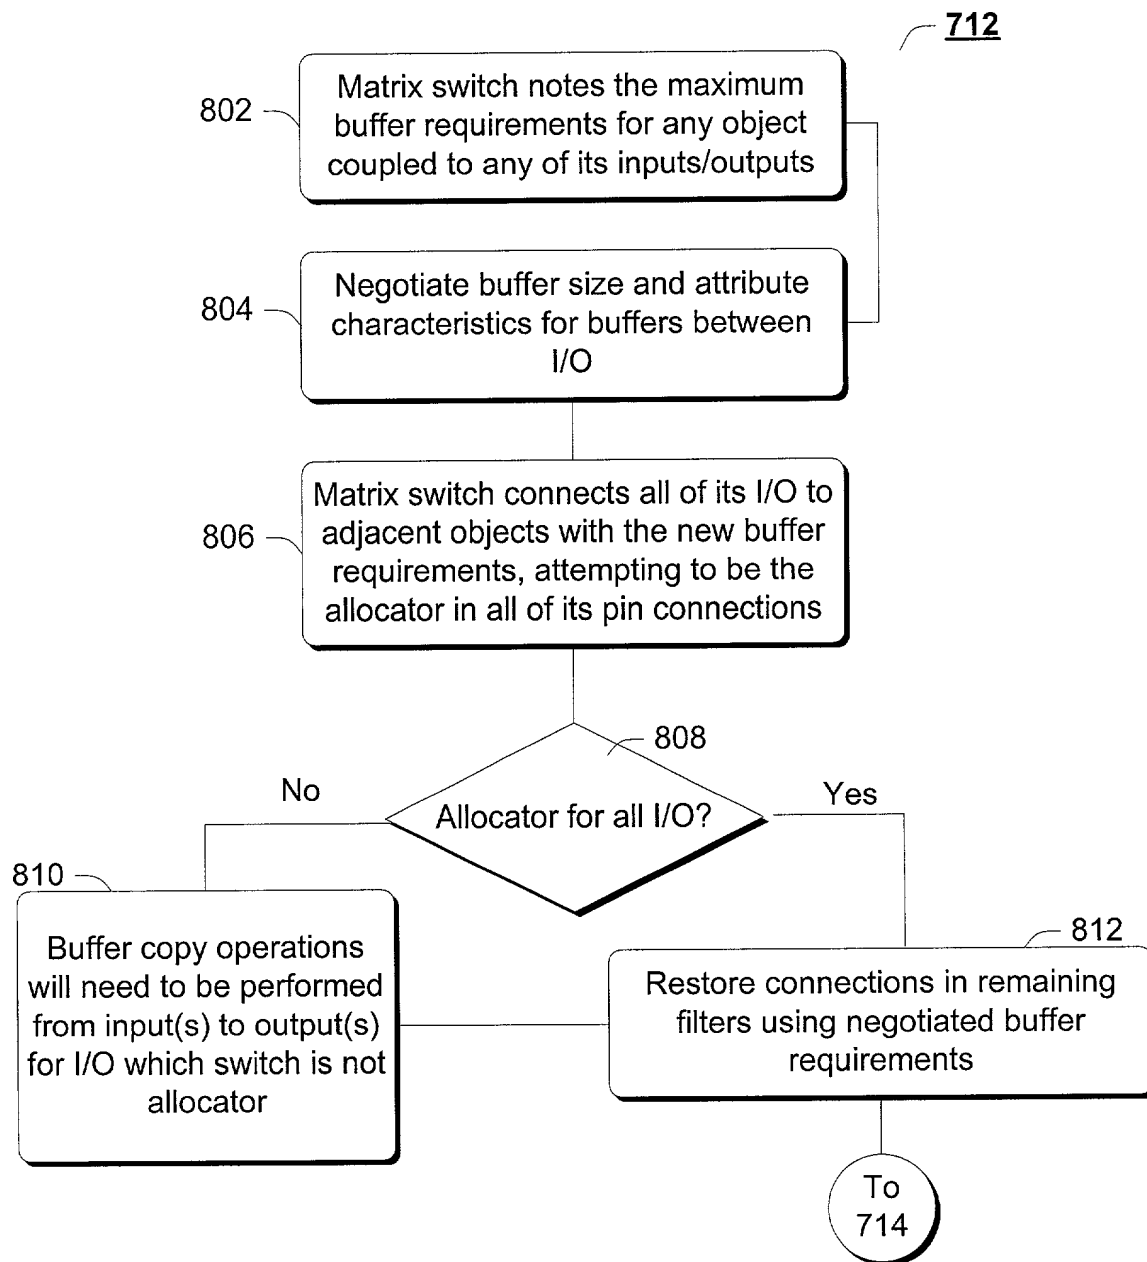 712
802
Matrix switch notes the maximum
buffer requirements for any object
coupled to any of its inputs/outputs
804
Negotiate buffer size and attribute
characteristics for buffers between
I/O
806
Matrix switch connects all of its I/O to
adjacent objects with the new buffer
requirements, attempting to be the
allocator in all of its pin connections
808
Allocator for all I/O?
No
Yes
810
Buffer copy operations
will need to be performed
from input(s) to output(s)
for I/O which switch is not
allocator
812
Restore connections in remaining
filters using negotiated buffer
requirements
To
714